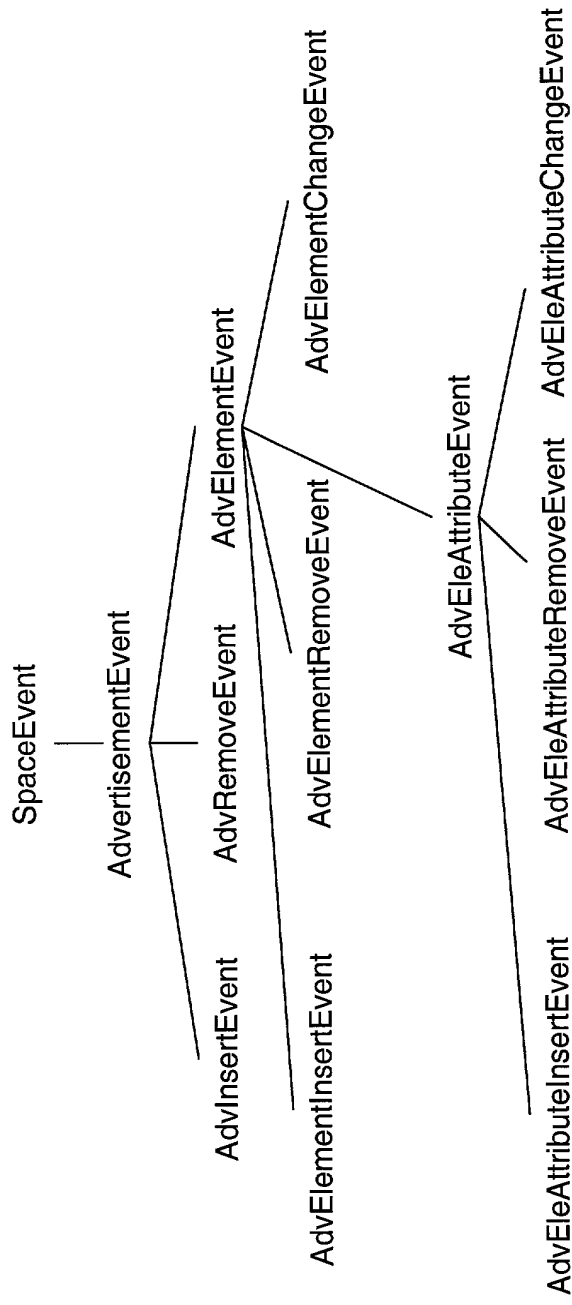 SpaceEvent
AdvertisementEvent
AdvInsertEvent
AdvRemoveEvent
AdvElementEvent
AdvElementInsertEvent
AdvElementRemoveEvent
AdvElementChangeEvent
AdvEleAttributeEvent
AdvEleAttributeInsertEvent
AdvEleAttributeRemoveEvent
AdvEleAttributeChangeEvent